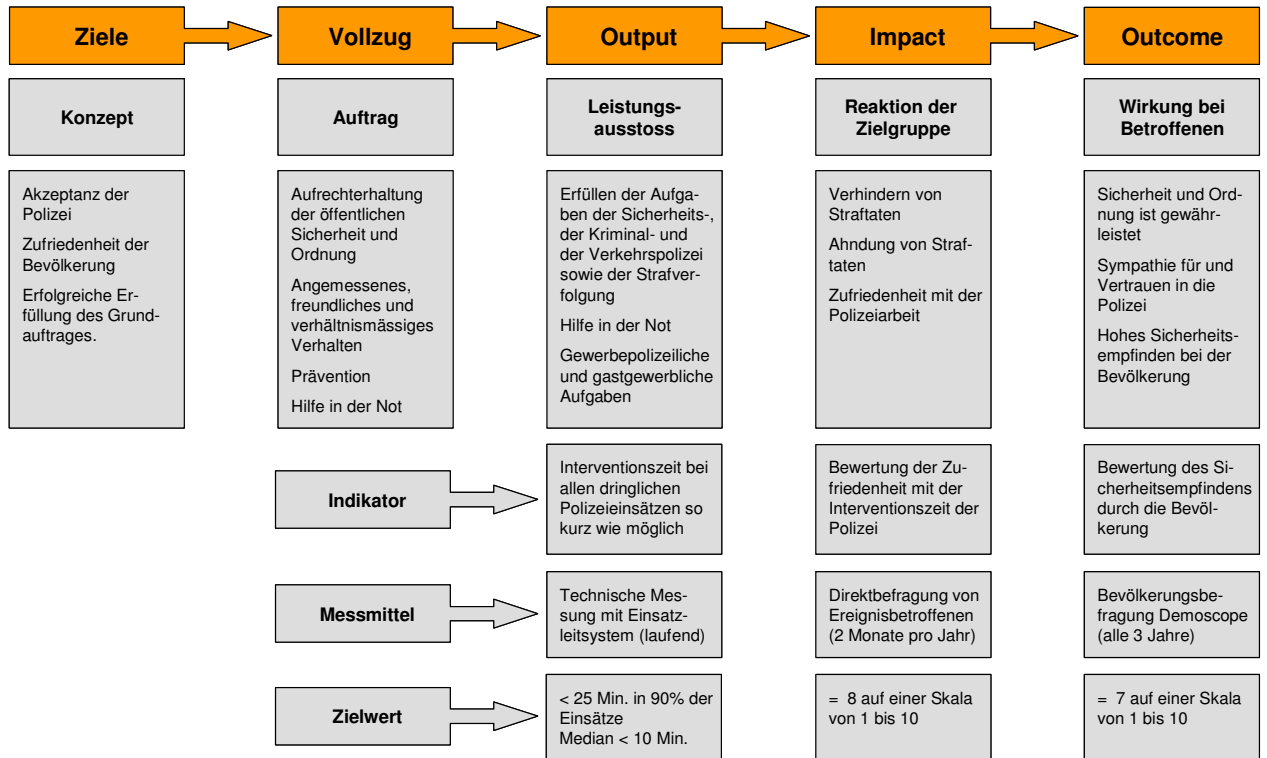 Ziele
Vollzug
Output
Impact
Outcome
Konzept
Auftrag
Leistungs-
ausstoss
Reaktion der
Zielgruppe
Wirkung bei
Betroffenen
Akzeptanz der
Polizei
Zufriedenheit der
Bevölkerung
Erfolgreiche Er-
füllung des Grund-
auftrages.
Aufrechterhaltung
der öffentlichen
Sicherheit und
Ordnung
Angemessenes,
freundliches und
verhältnismässiges
Verhalten
Prävention
Hilfe in der Not
Erfüllen der Aufga-
ben der Sicherheits-,
der Kriminal- und
der Verkehrspolizei
sowie der Strafver-
folgung
Hilfe in der Not
Gewerbepolizeiliche
und gastgewerbliche
Aufgaben
Verhindern von
Straftaten
Ahndung von Straf-
taten
Zufriedenheit mit der
Polizeiarbeit
Sicherheit und Ord-
nung ist gewähr-
leistet
Sympathie für und
Vertrauen in die
Polizei
Hohes Sicherheits-
empfinden bei der
Bevölkerung
Indikator
Interventionszeit bei
allen dringlichen
Polizeieinsätzen so
kurz wie möglich
Bewertung der Zu-
friedenheit mit der
Interventionszeit der
Polizei
Bewertung des Si-
cherheitsempfindens
durch die Bevöl-
kerung
Messmittel
Technische Mes-
sung mit Einsatz-
leitsystem (laufend)
Direktbefragung von
Ereignisbetroffenen
(2 Monate pro Jahr)
Bevölkerungsbe-
fragung Demoscope
(alle 3 Jahre)
Zielwert
< 25 Min. in 90% der
Einsätze
Median < 10 Min.
= 8 auf einer Skala
von 1 bis 10
= 7 auf einer Skala
von 1 bis 10